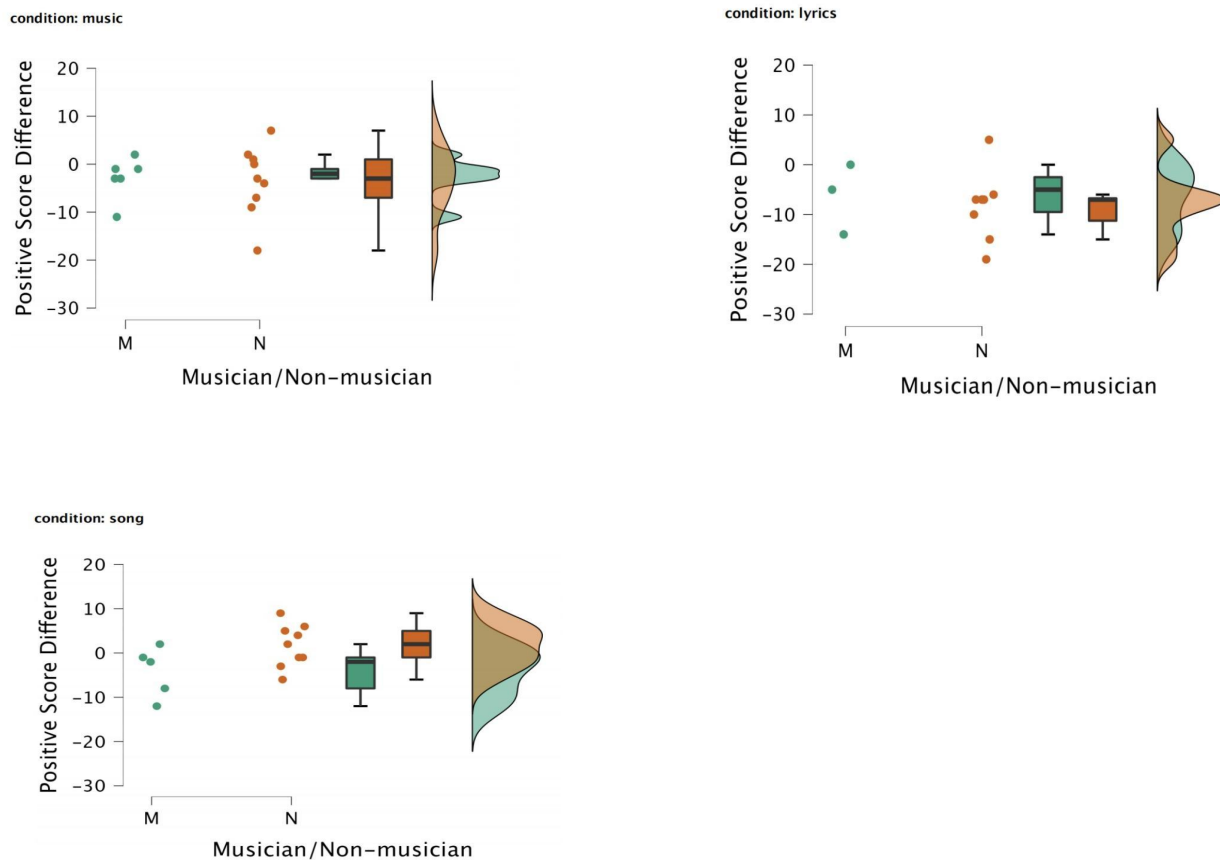 condition: music
Positive Score Difference
20
10
0
−10
−20
−30
M
N
Musician/Non−musician
condition: lyrics
Positive Score Difference
20
10
0
−10
−20
−30
M
N
Musician/Non−musician
condition: song
Positive Score Difference
20
10
0
−10
−20
−30
M
N
Musician/Non−musician